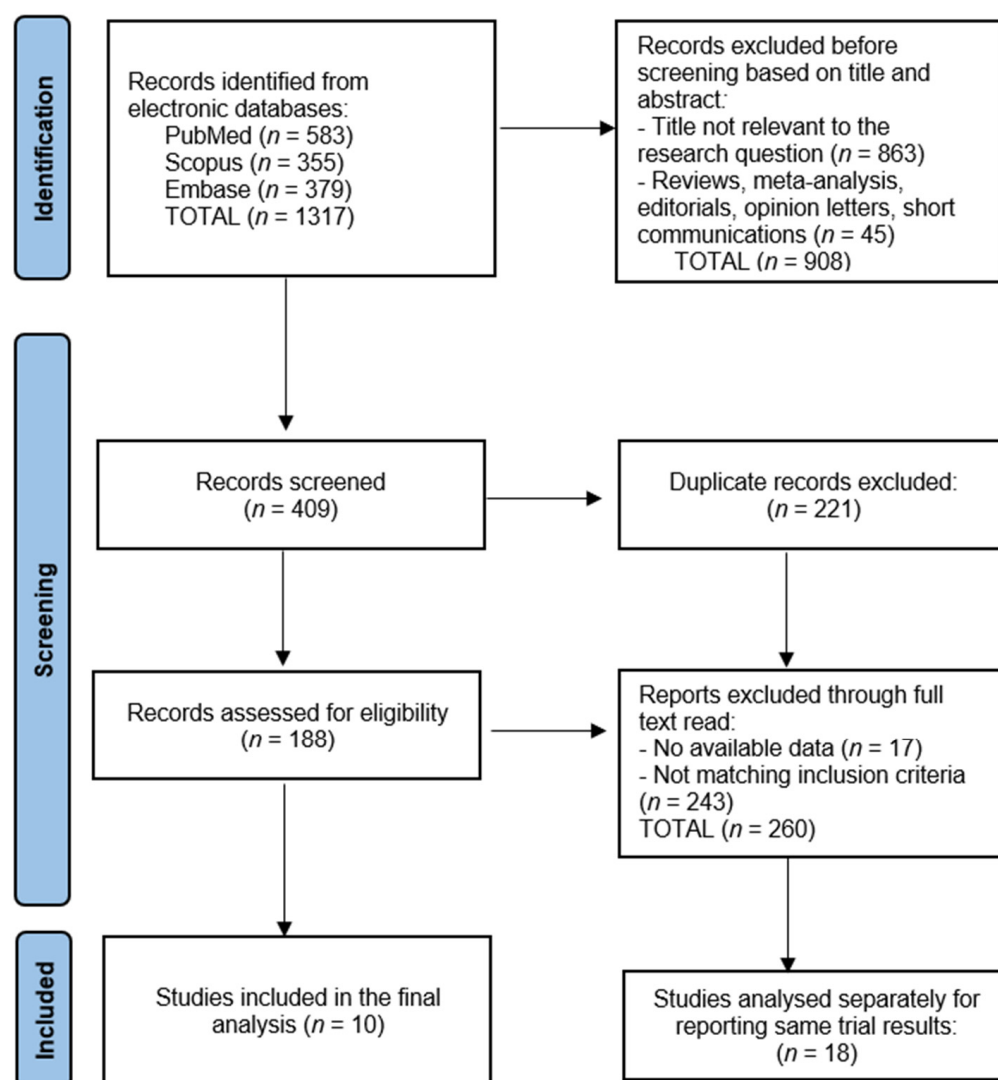 Identification
Records identified from
electronic databases:
PubMed (n = 583)
Scopus (n = 355)
Embase (n = 379)
TOTAL (n = 1317)
Records excluded before
screening based on title and
abstract:
- Title not relevant to the
research question (n = 863)
- Reviews, meta-analysis,
editorials, opinion letters, short
communications (n = 45)
TOTAL (n = 908)
Screening
Records screened
(n = 409)
Duplicate records excluded:
(n = 221)
Records assessed for eligibility
(n = 188)
Reports excluded through full
text read:
- No available data (n = 17)
- Not matching inclusion criteria
(n = 243)
TOTAL (n = 260)
Included
Studies included in the final
analysis (n = 10)
Studies analysed separately for
reporting same trial results:
(n = 18)